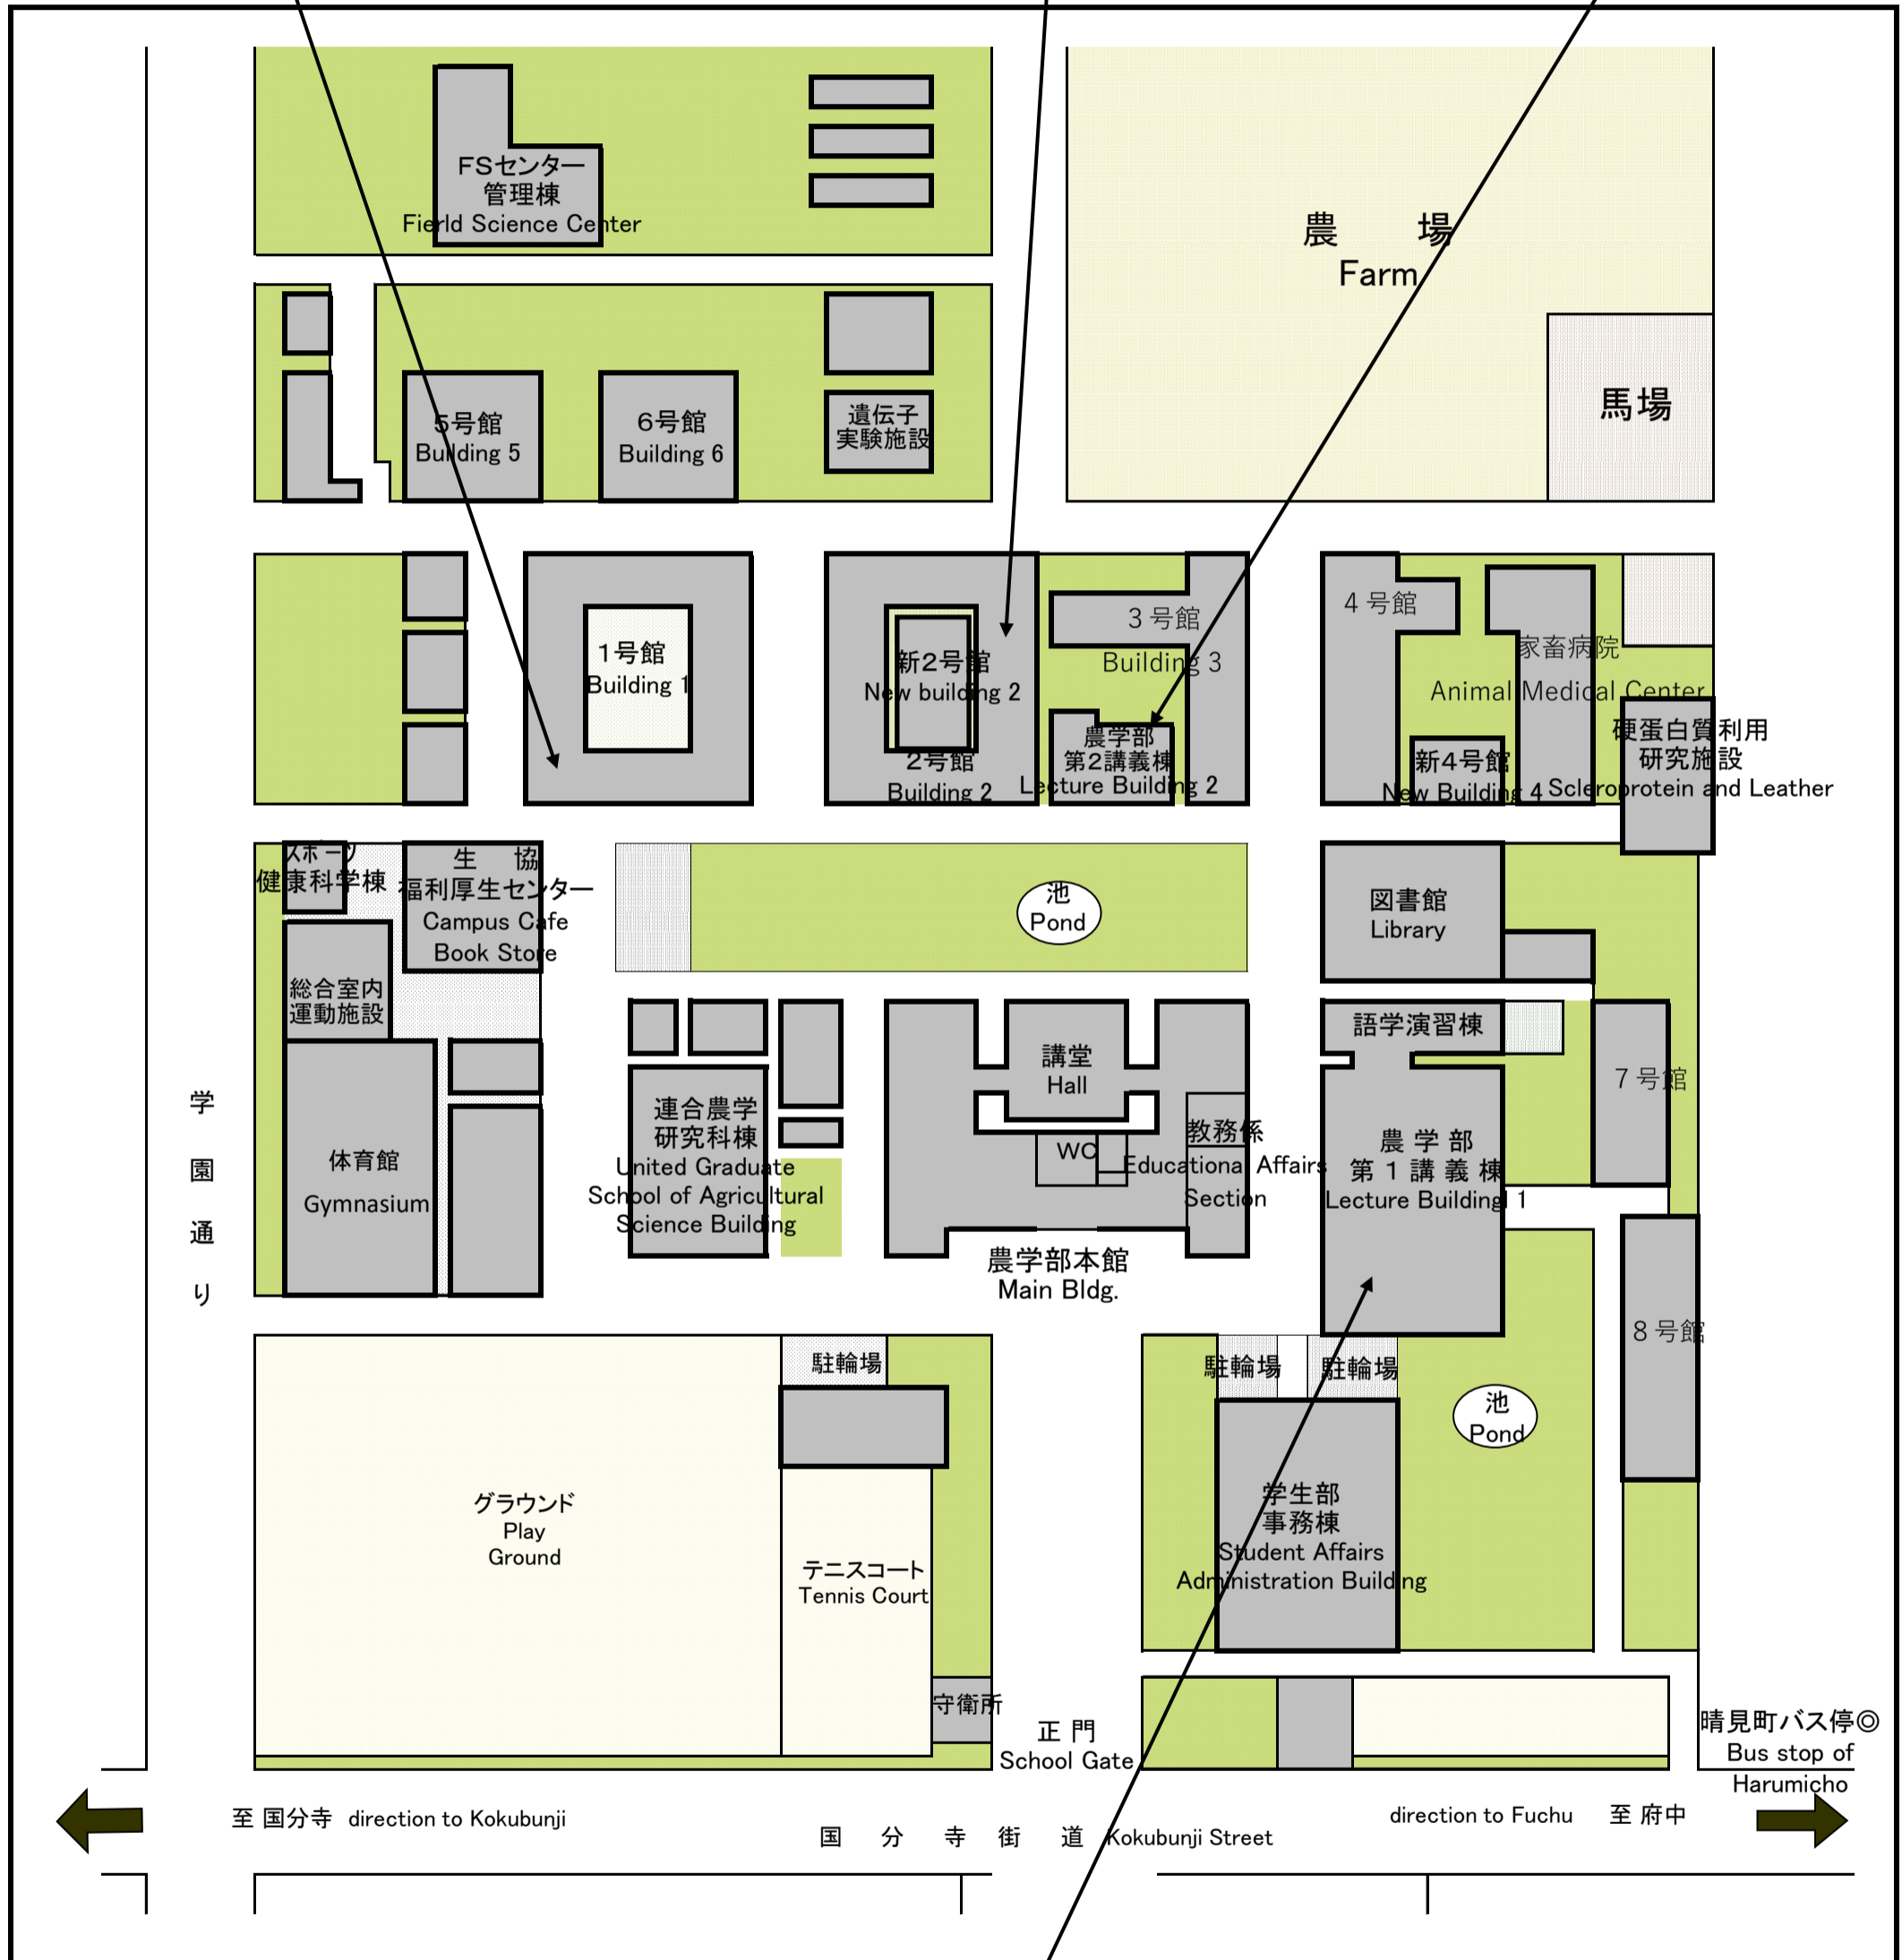 FSセンター
管理棟
Fierld Science Center
農　場
Farm
馬場
5号館
Building 5
6号館
Building 6
遺伝子
実験施設
1号館
Building 1
新2号館
New building 2
2号館
Building 2
3号館
Building 3
農学部
第2講義棟
Lecture Building 2
4号館
家畜病院
Animal Medical Center
新4号館
New Building 4
硬蛋白質利用
研究施設
Scleroprotein and Leather
スポーツ
健康科学棟
生　協
福利厚生センター
Campus Cafe
Book Store
池
Pond
図書館
Library
総合室内
運動施設
体育館
Gymnasium
連合農学
研究科棟
United Graduate
School of Agricultural
Science Building
講堂
Hall
WC
教務係
Educational Affairs
Section
農学部本館
Main Bldg.
語学演習棟
農学部
第1講義棟
Lecture Buildingl 1
7号館
8号館
学園通り
駐輪場
グラウンド
Play
Ground
テニスコート
Tennis Court
守衛所
駐輪場
駐輪場
池
Pond
学生部
事務棟
Student Affairs
Administration Building
正門
School Gate
晴見町バス停◎
Bus stop of
Harumicho
至 国分寺 direction to Kokubunji
国分寺街道 Kokubunji Street
direction to Fuchu 至 府中